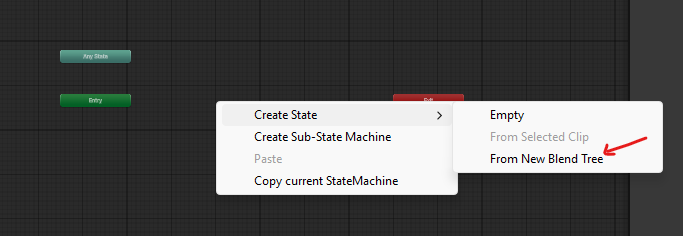 Any State
Entry
Exit
Create State
Create Sub-State Machine
Paste
Copy current StateMachine
Empty
From Selected Clip
From New Blend Tree